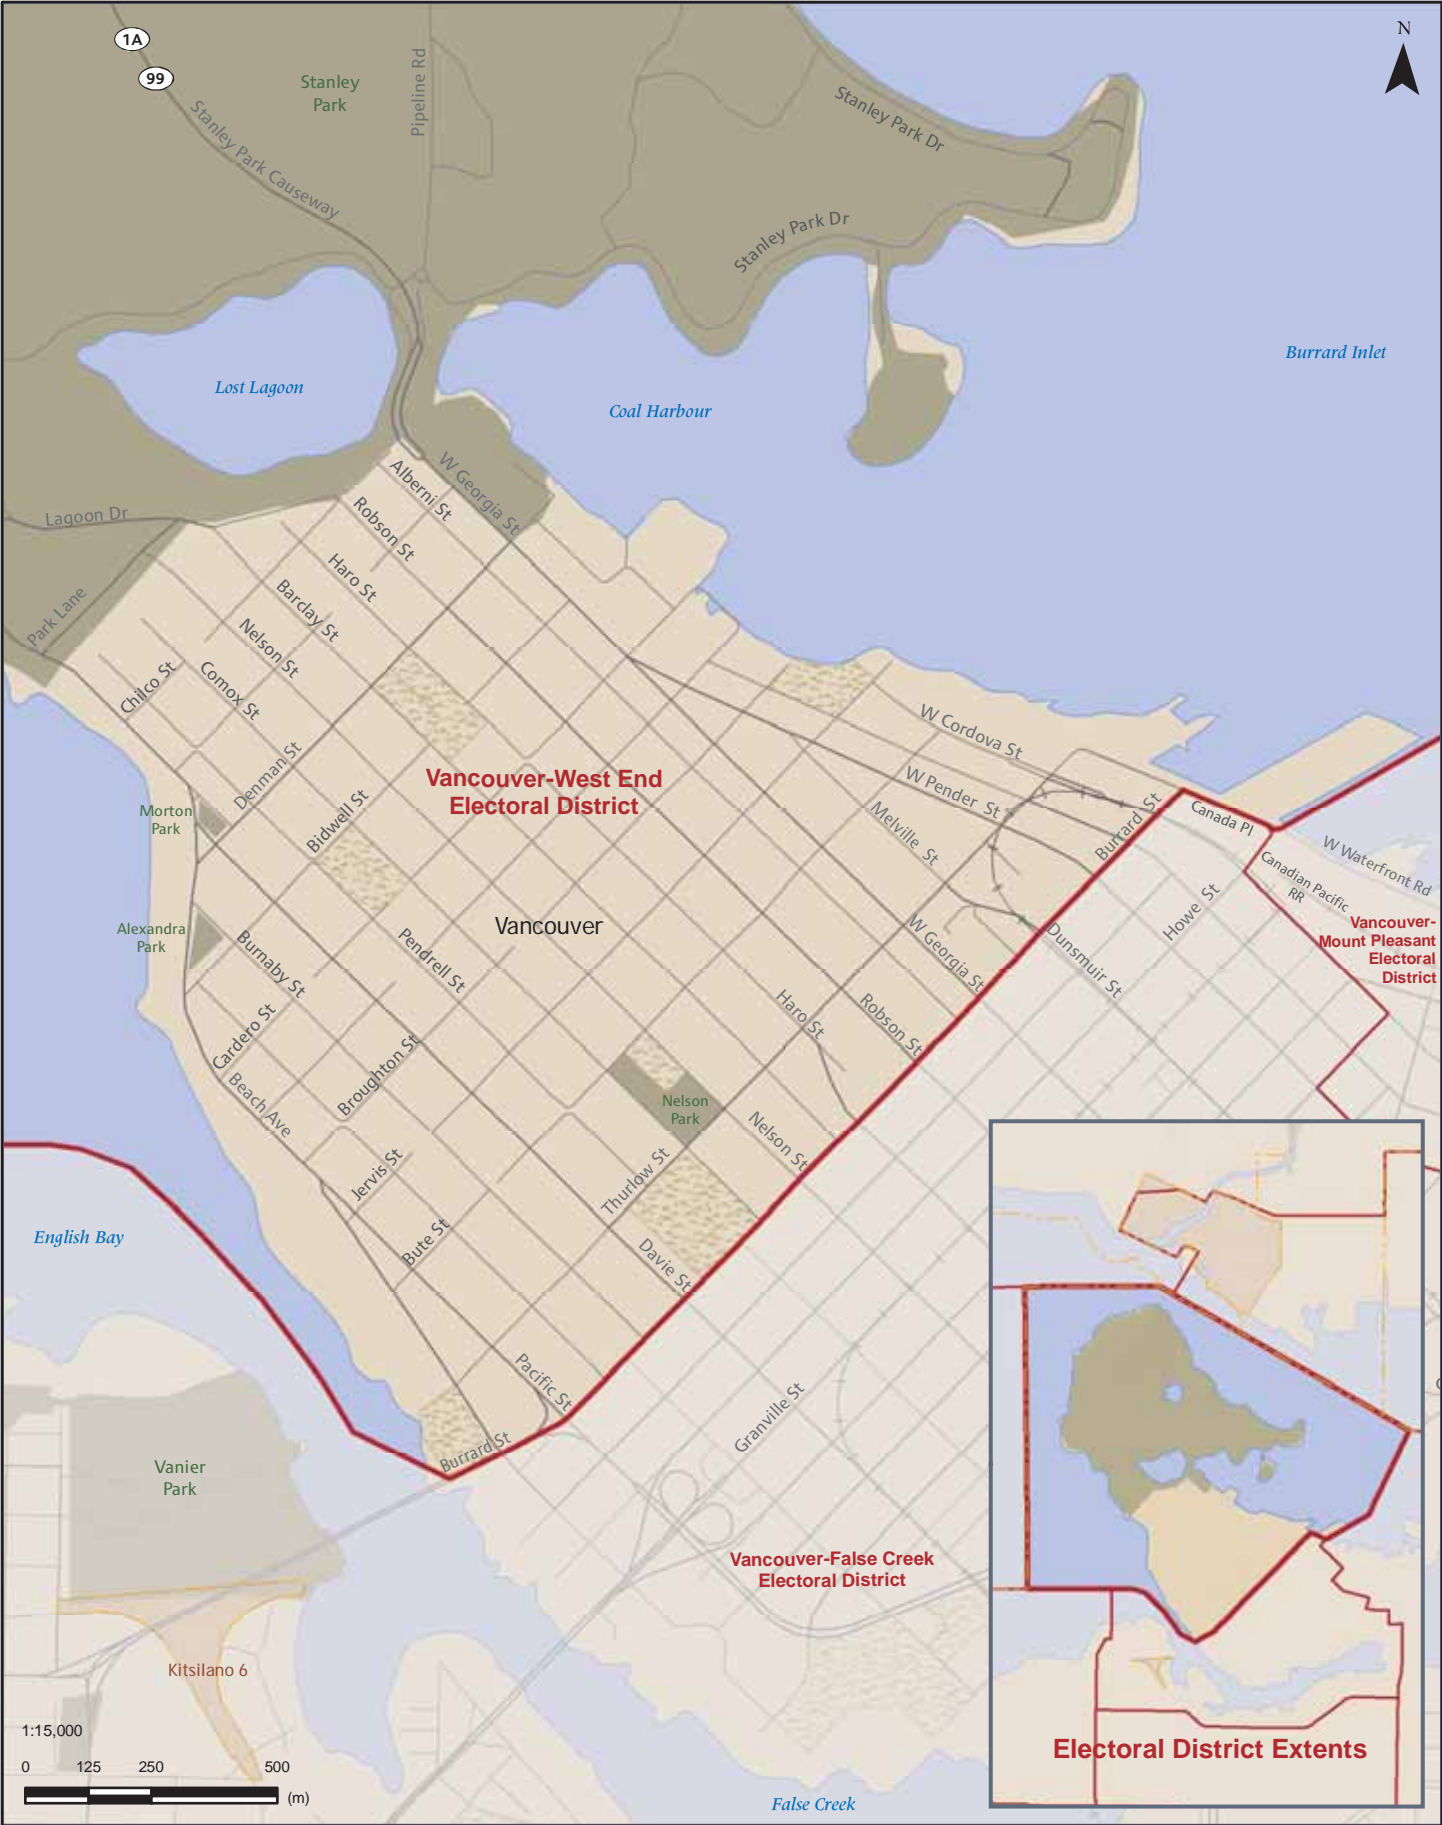 N
1A
99
Stanley
Park
Pipeline Rd
Stanley Park Causeway
Stanley Park Dr
Stanley Park Dr
Burrard Inlet
Lost Lagoon
Coal Harbour
Lagoon Dr
Park Lane
Alberni St
W Georgia St
Robson St
Haro St
Barclay St
Nelson St
Comox St
Chilco St
Denman St
Bidwell St
Morton
Park
Vancouver-West End
Electoral District
W Cordova St
W Pender St
Melville St
Burrard St
Canada Pl
W Waterfront Rd
Canadian Pacific
RR
Howe St
Vancouver-
Mount Pleasant
Electoral
District
Alexandra
Park
Vancouver
Burnaby St
Pendrell St
W Georgia St
Dunsmuir St
Haro St
Robson St
Cardero St
Broughton St
Beach Ave
Nelson
Park
Nelson St
Jervis St
Thurlow St
Bute St
Davie St
English Bay
Pacific St
Burrard St
Granville St
Vanier
Park
Vancouver-False Creek
Electoral District
Kitsilano 6
1:15,000
0 125 250 500
(m)
False Creek
Electoral District Extents